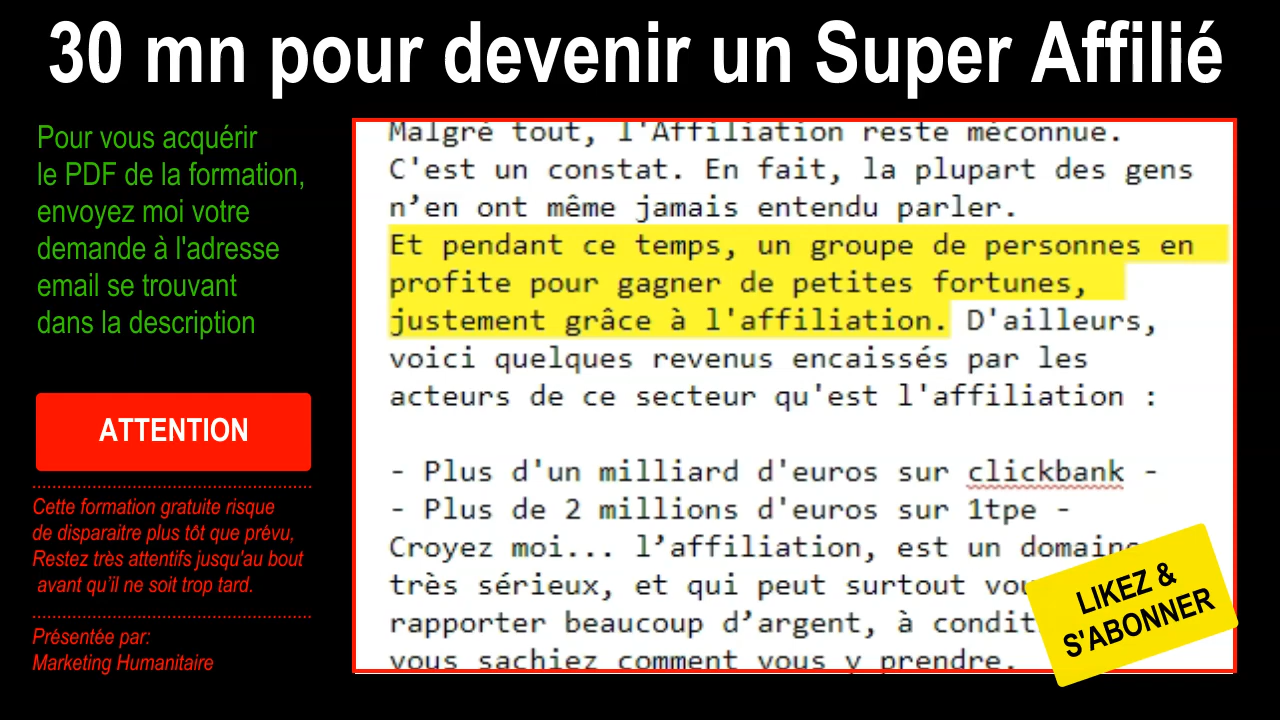 30 mn pour devenir un Super Affilié
Pour vous acquérir
le PDF de la formation,
envoyez moi votre
demande à l'adresse
email se trouvant
dans la description
ATTENTION
Cette formation gratuite risque
de disparaitre plus tôt que prévu,
Restez très attentifs jusqu'au bout
avant qu'il ne soit trop tard.
Présentée par:
Marketing Humanitaire
Malgré tout, l'Affiliation reste méconnue.
C'est un constat. En fait, la plupart des gens
n’en ont même jamais entendu parler.
Et pendant ce temps, un groupe de personnes en
profite pour gagner de petites fortunes,
justement grâce à l'affiliation. D'ailleurs,
voici quelques revenus encaissés par les
acteurs de ce secteur qu'est l'affiliation :
- Plus d'un milliard d'euros sur clickbank -
- Plus de 2 millions d'euros sur 1tpe -
Croyez moi... l’affiliation, est un domaine
très sérieux, et qui peut surtout
rapporter beaucoup d’argent, à
vous sachiez comment vous y prendre.
LIKEZ &
S'ABONNER